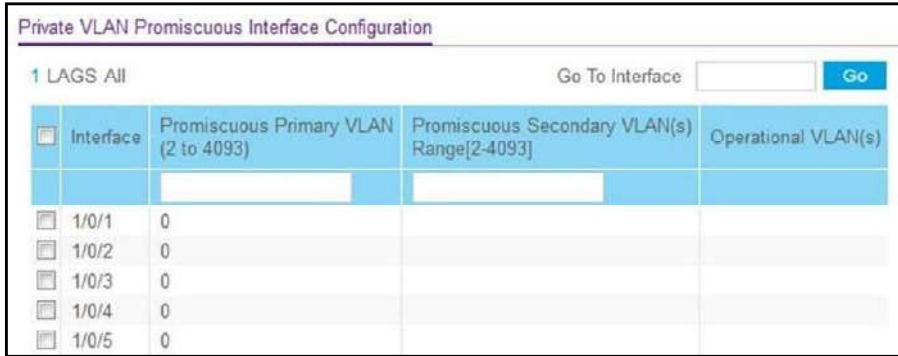 Private VLAN Promiscuous Interface Configuration
1 LAGS All Go To Interface Go
Interface Promiscuous Primary VLAN (2 to 4093) Promiscuous Secondary VLAN(s) Range[2-4093] Operational VLAN(s)
1/0/1 0
1/0/2 0
1/0/3 0
1/0/4 0
1/0/5 0